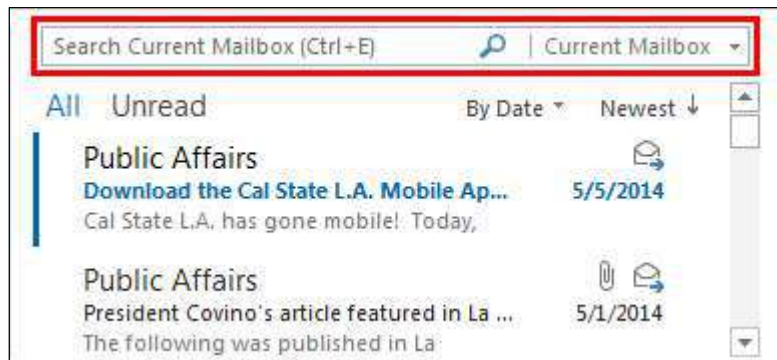 Search Current Mailbox (Ctrl+E) Current Mailbox
All Unread By Date Newest
Public Affairs
Download the Cal State L.A. Mobile Ap... 5/5/2014
Cal State L.A. has gone mobile! Today,
Public Affairs
President Covino's article featured in La ... 5/1/2014
The following was published in La